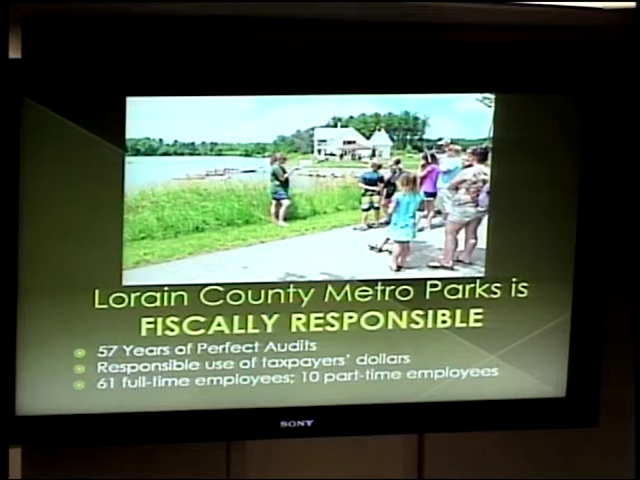 Lorain County Metro Parks is
FISCALLY RESPONSIBLE
57 Years of Perfect Audits
Responsible use of taxpayers' dollars
61 full-time employees; 10 part-time employees
SONY